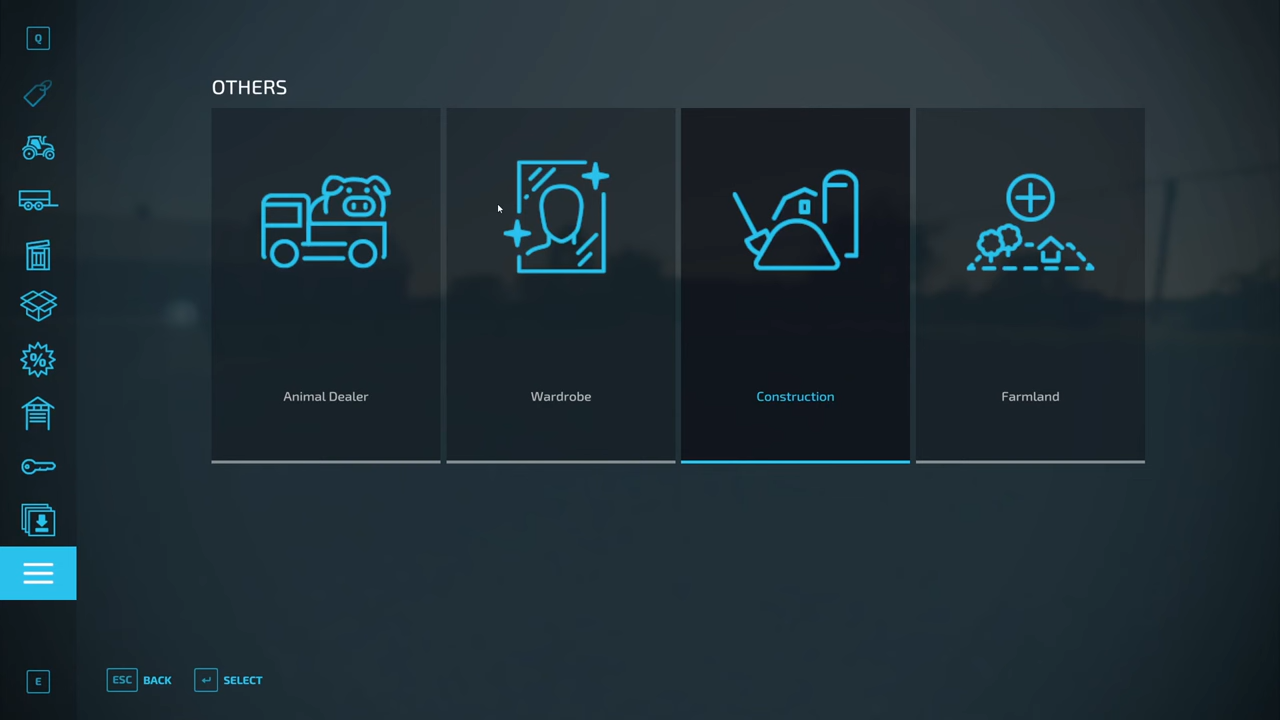 Q
OTHERS
%
Animal Dealer
Wardrobe
Construction
Farmland
E
ESC BACK
SELECT